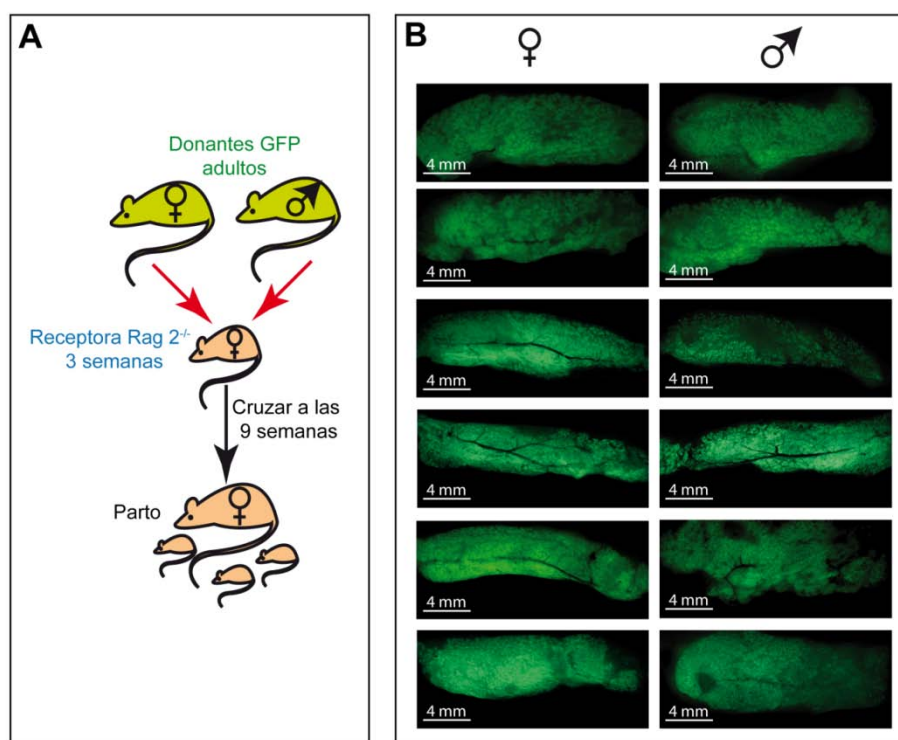 A
Donantes GFP
adultos
Receptora Rag 2-/-
3 semanas
Cruzar a las
9 semanas
Parto
B
♀ ♂
4 mm 4 mm
4 mm 4 mm
4 mm 4 mm
4 mm 4 mm
4 mm 4 mm
4 mm 4 mm